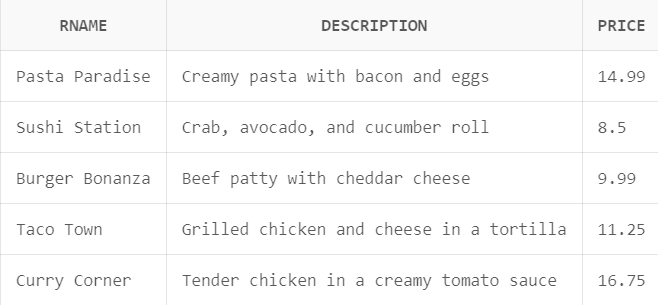 RNAME DESCRIPTION PRICE
Pasta Paradise Creamy pasta with bacon and eggs 14.99
Sushi Station Crab, avocado, and cucumber roll 8.5
Burger Bonanza Beef patty with cheddar cheese 9.99
Taco Town Grilled chicken and cheese in a tortilla 11.25
Curry Corner Tender chicken in a creamy tomato sauce 16.75